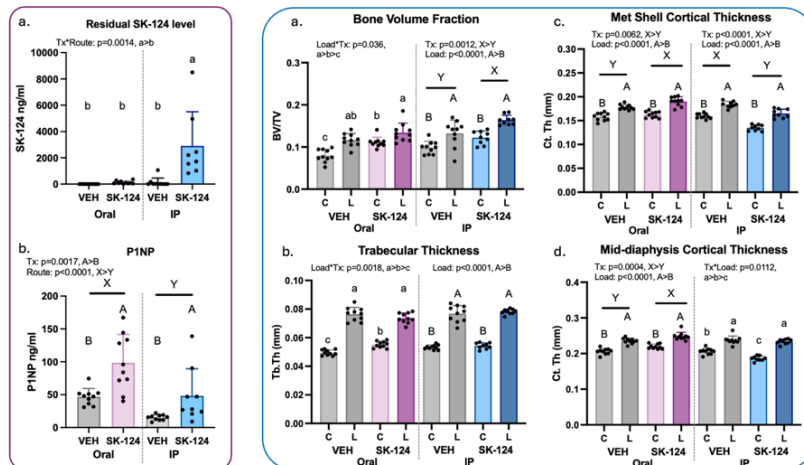 a.
Residual SK-124 level
Tx*Route: p=0.0014, a>b
SK-124 ng/ml
10000
8000
6000
4000
2000
0
b
b
b
a
VEH
SK-124
VEH
SK-124
Oral
IP
b.
P1NP
Tx: p=0.0017, A>B
Route: p<0.0001, X>Y
P1NP ng/ml
200
150
100
50
0
X
Y
B
A
B
A
VEH
SK-124
VEH
SK-124
Oral
IP
a.
Bone Volume Fraction
Load*Tx: p=0.036,
a>b>c
Tx: p=0.0012, X>Y
Load: p<0.0001, A>B
BV/TV
0.3
0.2
0.1
0.0
Y
X
c
ab
b
a
B
A
B
A
C
L
C
L
C
L
C
L
VEH
SK-124
VEH
SK-124
Oral
IP
b.
Trabecular Thickness
Load*Tx: p=0.0018, a>b>c
Load: p<0.0001, A>B
Tb.Th (mm)
0.10
0.08
0.06
0.04
0.02
0.00
c
a
b
A
B
A
B
A
C
L
C
L
C
L
C
L
VEH
SK-124
VEH
SK-124
Oral
IP
c.
Met Shell Cortical Thickness
Tx: p=0.0062, X>Y
Load: p<0.0001, A>B
Tx: p<0.0001, X>Y
Load: p<0.0001, A>B
Ct. Th (mm)
0.30
0.25
0.20
0.15
0.10
0.05
0.00
Y
X
X
Y
B
A
B
A
B
A
B
A
C
L
C
L
C
L
C
L
VEH
SK-124
VEH
SK-124
Oral
IP
d.
Mid-diaphysis Cortical Thickness
Tx: p=0.0004, X>Y
Load: p<0.0001, A>B
Tx*Load: p=0.0112,
a>b>c
Ct. Th (mm)
0.4
0.3
0.2
0.1
0.0
Y
X
B
A
B
A
b
a
c
a
C
L
C
L
C
L
C
L
VEH
SK-124
VEH
SK-124
Oral
IP